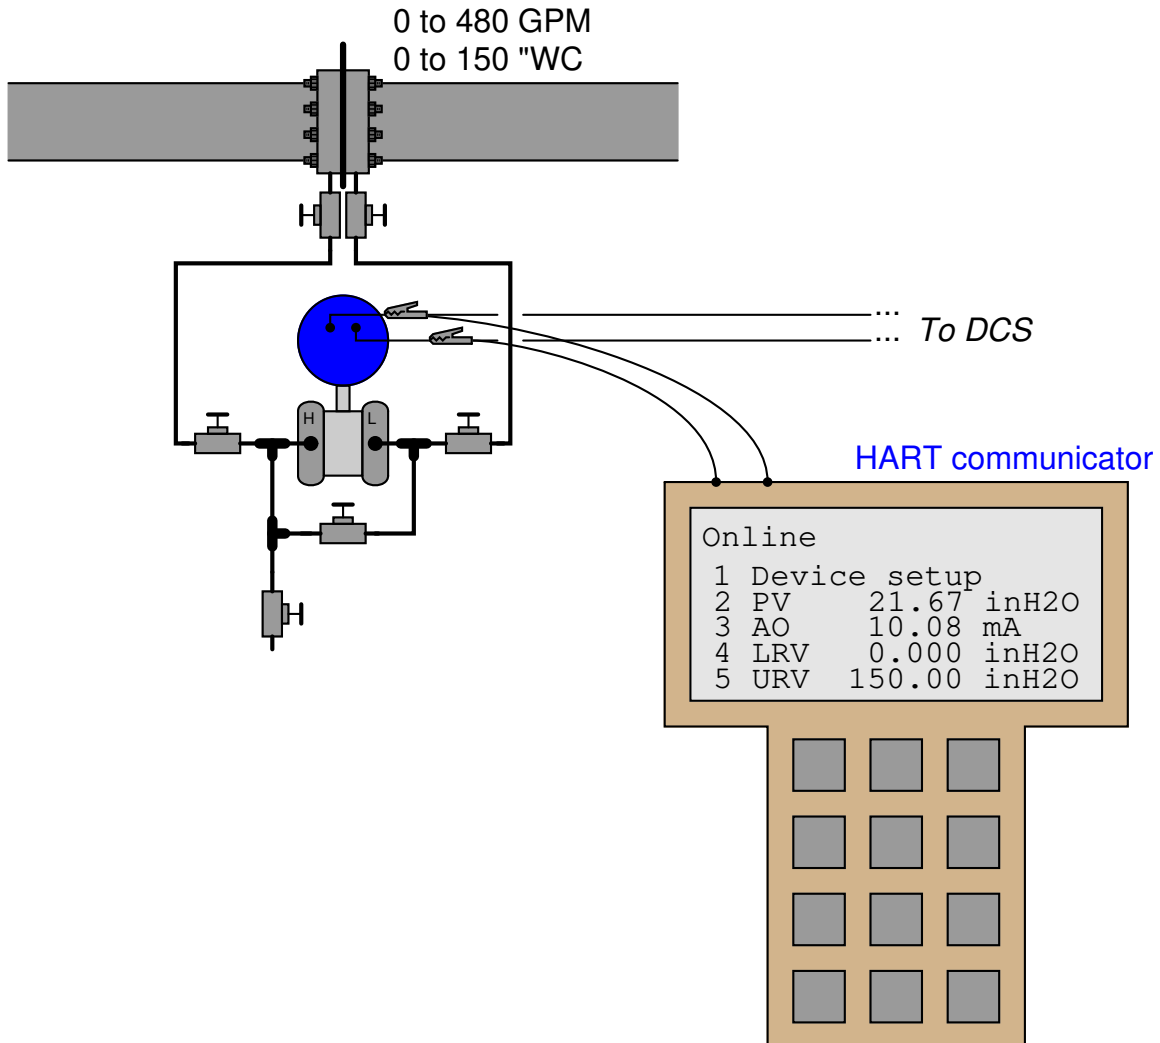 0 to 480 GPM
0 to 150 "WC
...
... To DCS
H L
HART communicator
Online
1 Device setup
2 PV 21.67 inH2O
3 AO 10.08 mA
4 LRV 0.000 inH2O
5 URV 150.00 inH2O